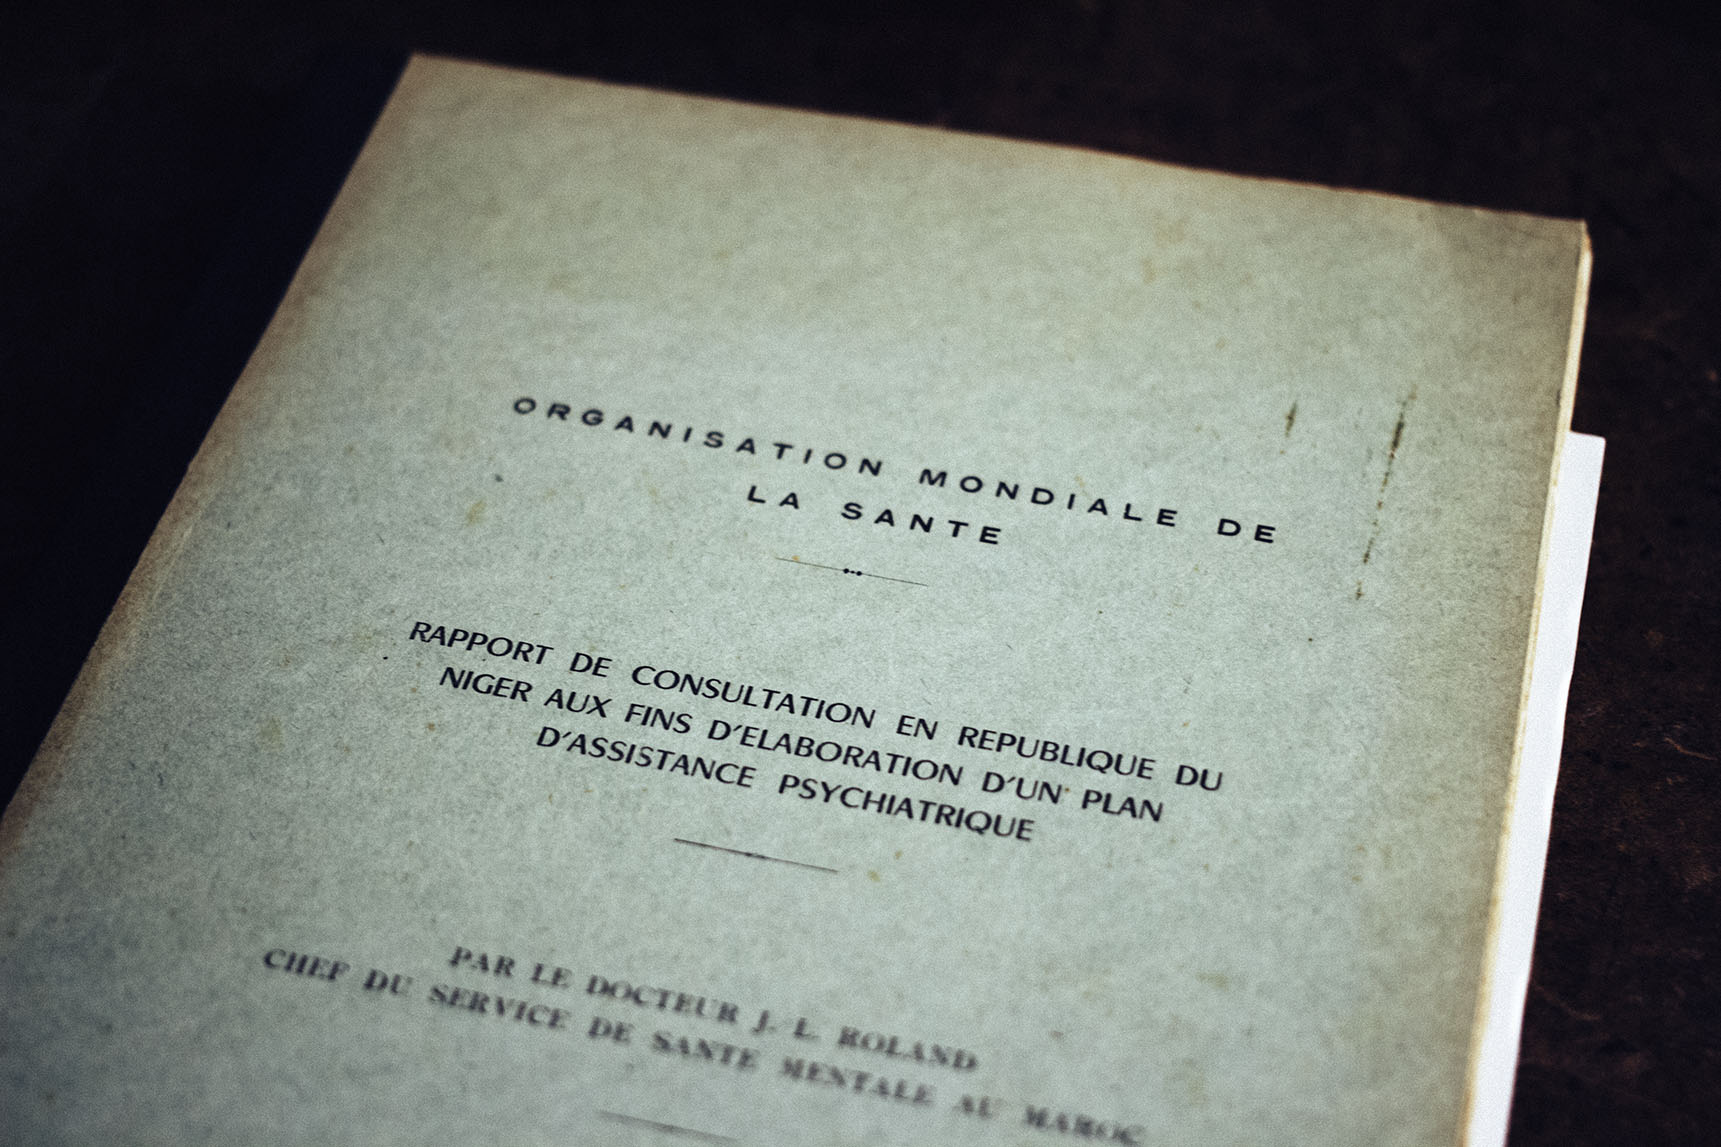 ORGANISATION MONDIALE DE
LA SANTE
RAPPORT DE CONSULTATION EN REPUBLIQUE DU
NIGER AUX FINS D'ELABORATION D'UN PLAN
D'ASSISTANCE PSYCHIATRIQUE
PAR LE DOCTEUR J. L. ROLAND
CHEF DU SERVICE DE SANTE MENTALE AU MAROC